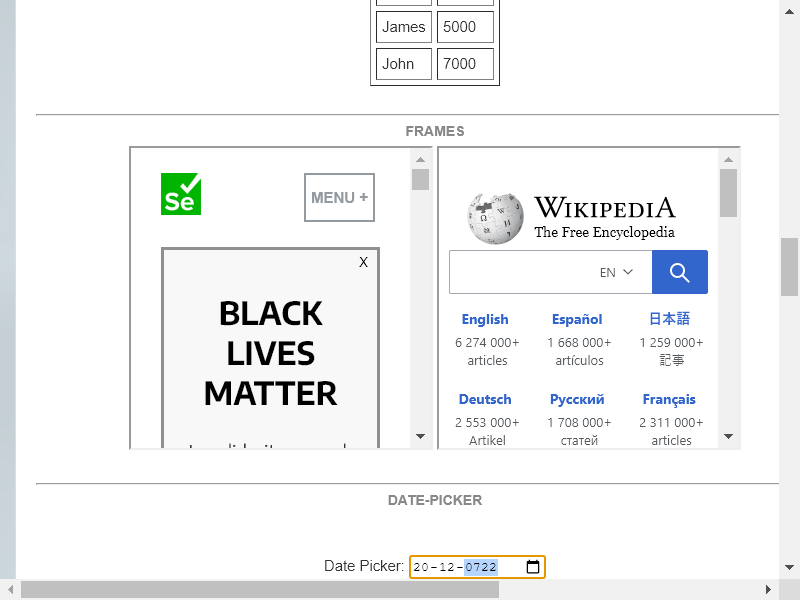 James 5000
John 7000
FRAMES
Se
MENU +
X
BLACK
LIVES
MATTER
WIKIPEDIA
The Free Encyclopedia
EN
English Español 日本語
6 274 000+ 1 668 000+ 1 259 000+
articles artículos 記事
Deutsch Русский Français
2 553 000+ 1 708 000+ 2 311 000+
Artikel статей articles
DATE-PICKER
Date Picker: 20-12-0722